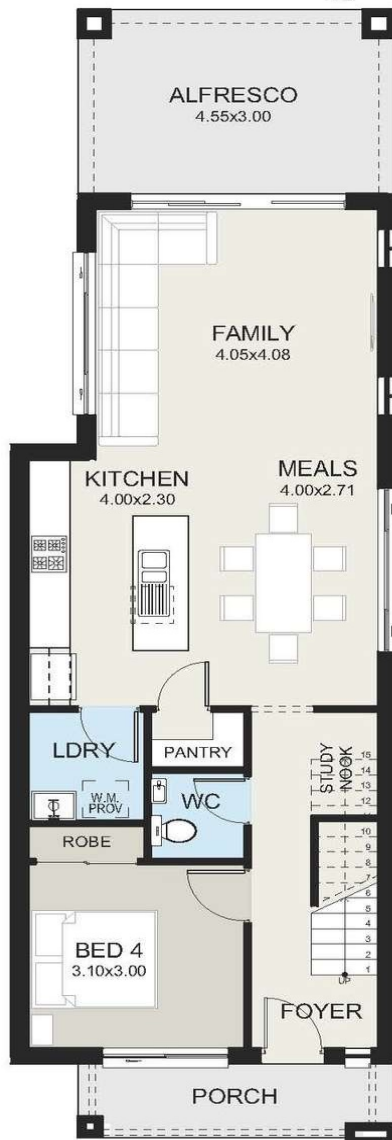 ALFRESCO
4.55x3.00
FAMILY
4.05x4.08
KITCHEN
4.00x2.30
MEALS
4.00x2.71
LDRY
W.M.
PROV
PANTRY
WC
STUDY
NOOK
15
14
13
12
10
9
8
7
6
5
4
3
2
1
UP
ROBE
BED 4
3.10x3.00
FOYER
PORCH